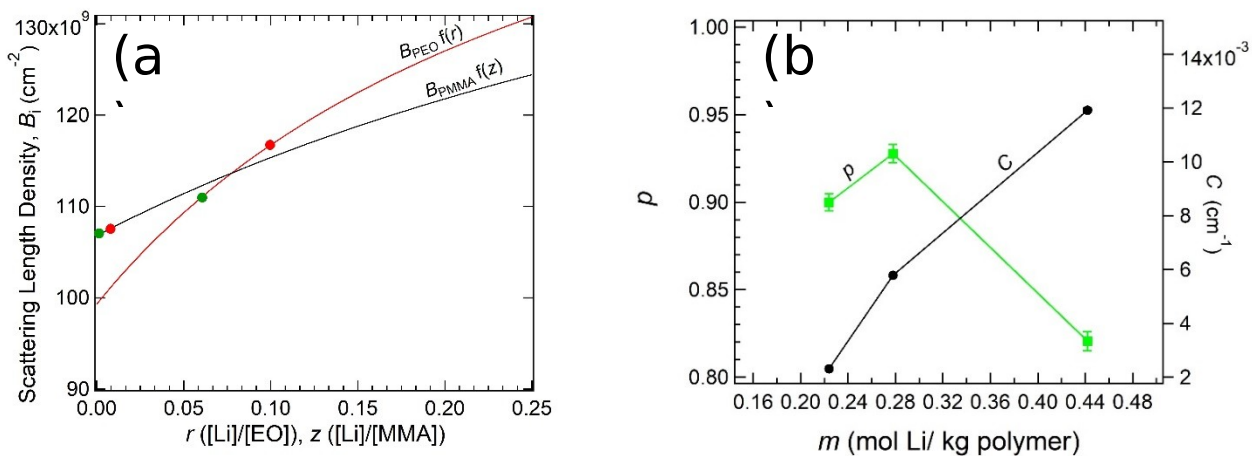 (a
130x10⁹
120
110
100
90
Scattering Length Density, Bᵢ (cm⁻²)
B_PEO f(r)
B_PMMA f(z)
0.00 0.05 0.10 0.15 0.20 0.25
r ([Li]/[EO]), z ([Li]/[MMA])
(b
1.00
0.95
0.90
0.85
0.80
p
p
C
14x10⁻³
12
10
8
6
4
2
C (cm⁻¹)
0.16 0.20 0.24 0.28 0.32 0.36 0.40 0.44 0.48
m (mol Li/ kg polymer)